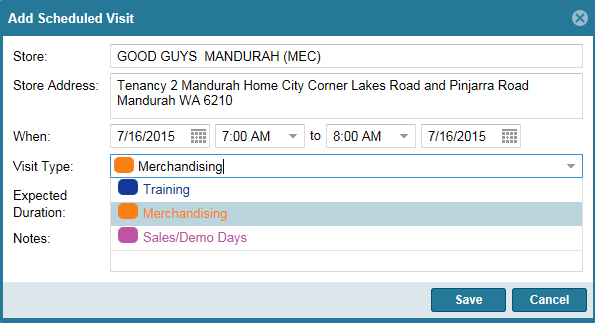 Add Scheduled Visit
Store: GOOD GUYS  MANDURAH (MEC)
Store Address: Tenancy 2 Mandurah Home City Corner Lakes Road and Pinjarra Road
Mandurah WA 6210
When: 7/16/2015 7:00 AM to 8:00 AM 7/16/2015
Visit Type: Merchandising
Training
Expected
Duration:
Merchandising
Notes: Sales/Demo Days
Save Cancel